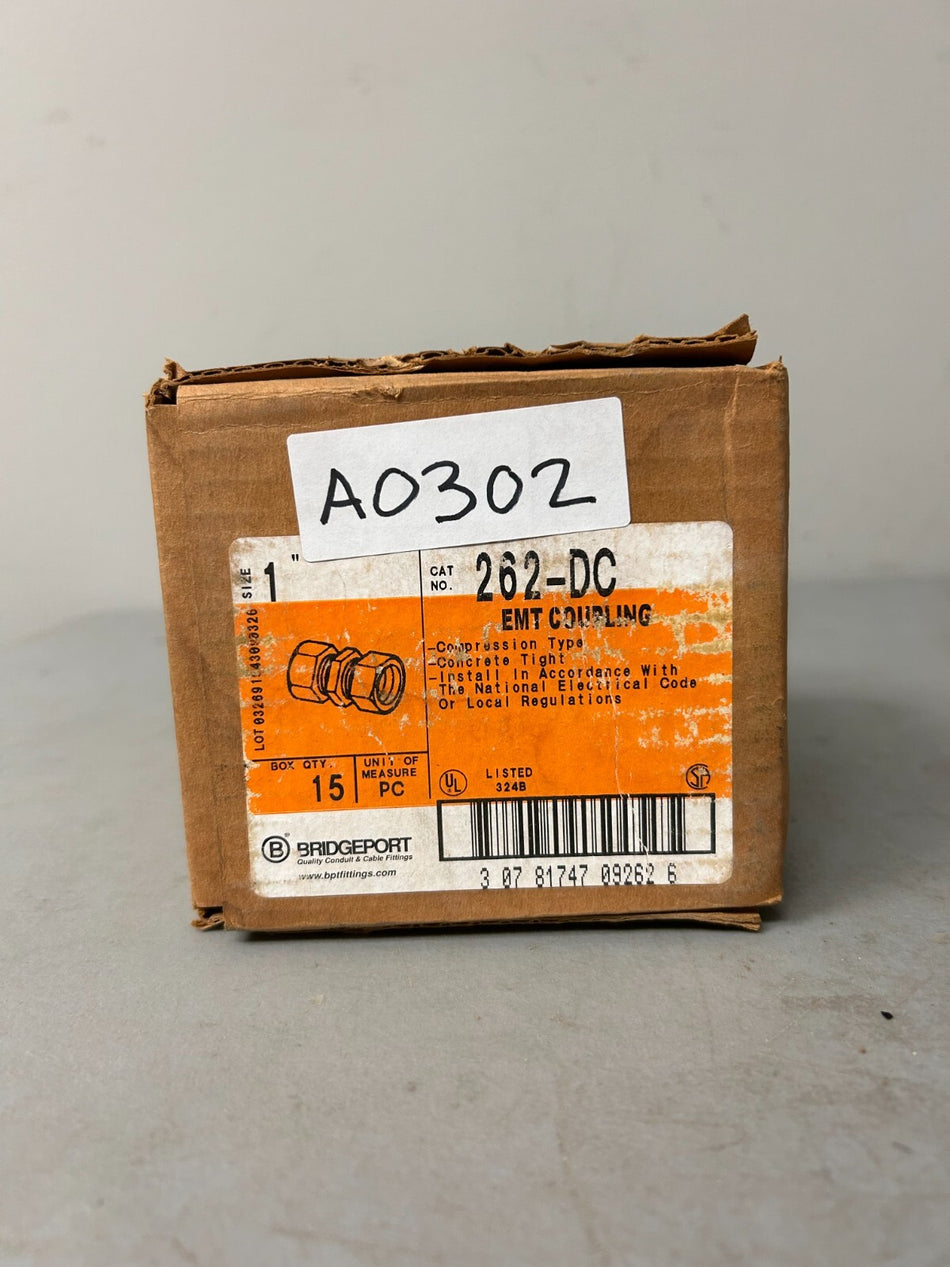 A0302
SIZE 1"
CAT NO. 262-DC
EMT COUPLING
-Compression Type
-Concrete Tight
-Install In Accordance With
The National Electrical Code
Or Local Regulations
LOT
BOX QTY. 15
UNIT OF MEASURE PC
UL LISTED
324B
SA
B® BRIDGEPORT
Quality Conduit & Cable Fittings
www.bptfittings.com
3 07 81747 09262 6